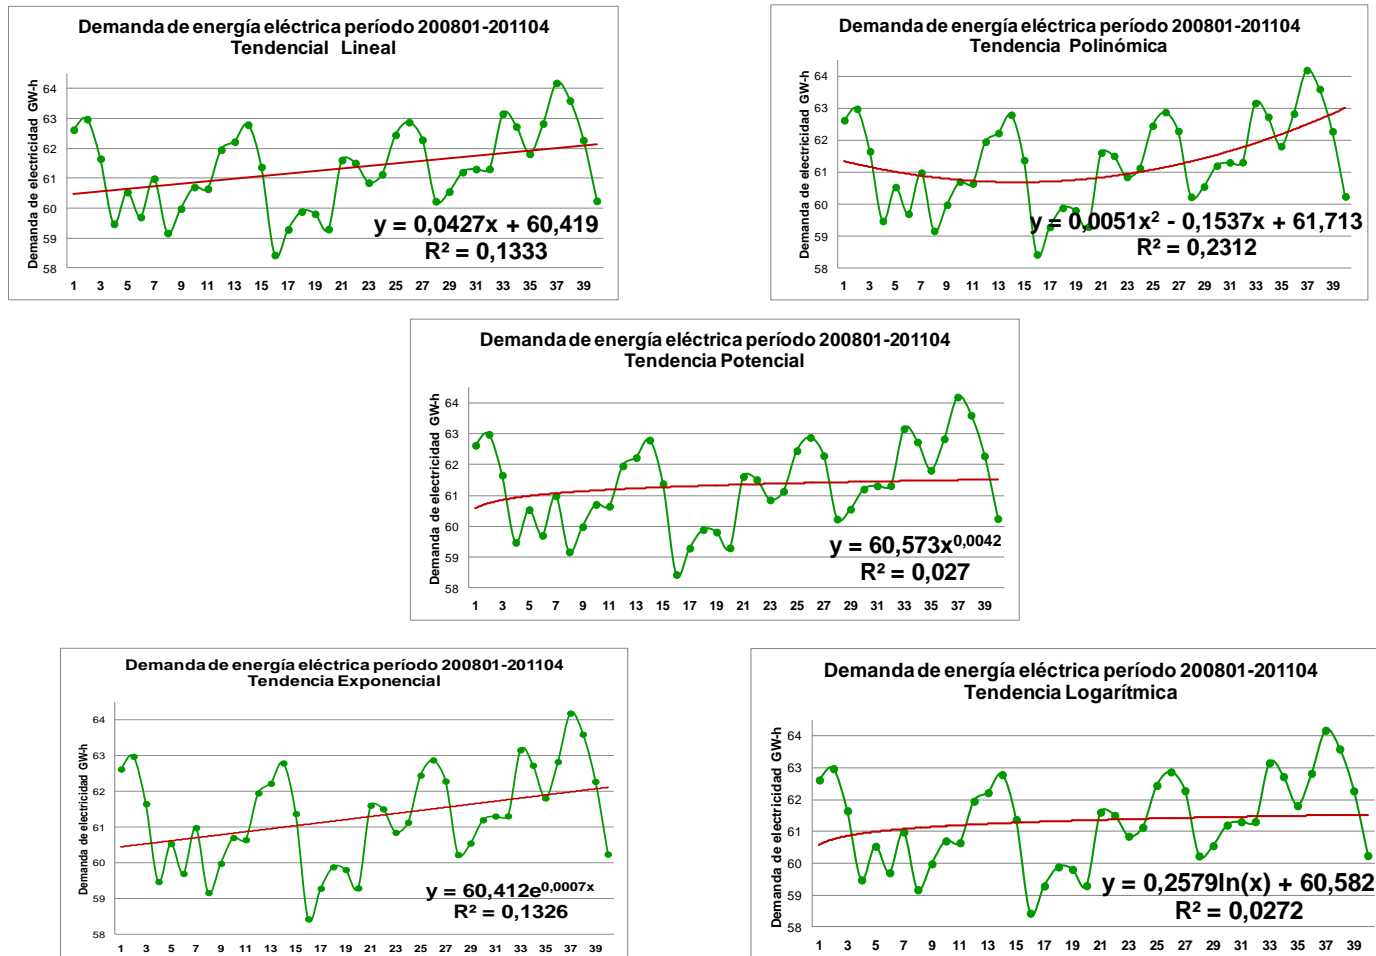 Demanda de energía eléctrica período 200801-201104
Tendencial Lineal
Demanda de electricidad GW-h
64
63
62
61
60
59
58
y = 0,0427x + 60,419
R² = 0,1333
1 3 5 7 9 11 13 15 17 19 21 23 25 27 29 31 33 35 37 39
Demanda de energía eléctrica período 200801-201104
Tendencia Polinómica
Demanda de electricidad GW-h
64
63
62
61
60
59
58
y = 0,0051x² - 0,1537x + 61,713
R² = 0,2312
1 3 5 7 9 11 13 15 17 19 21 23 25 27 29 31 33 35 37 39
Demanda de energía eléctrica período 200801-201104
Tendencia Potencial
Demanda de electricidad GW-h
64
63
62
61
60
59
58
y = 60,573x^0,0042
R² = 0,027
1 3 5 7 9 11 13 15 17 19 21 23 25 27 29 31 33 35 37 39
Demanda de energía eléctrica período 200801-201104
Tendencia Exponencial
Demanda de electricidad GW-h
64
63
62
61
60
59
58
y = 60,412e^0,0007x
R² = 0,1326
1 3 5 7 9 11 13 15 17 19 21 23 25 27 29 31 33 35 37 39
Demanda de energía eléctrica período 200801-201104
Tendencia Logarítmica
Demanda de electricidad GW-h
64
63
62
61
60
59
58
y = 0,2579ln(x) + 60,582
R² = 0,0272
1 3 5 7 9 11 13 15 17 19 21 23 25 27 29 31 33 35 37 39